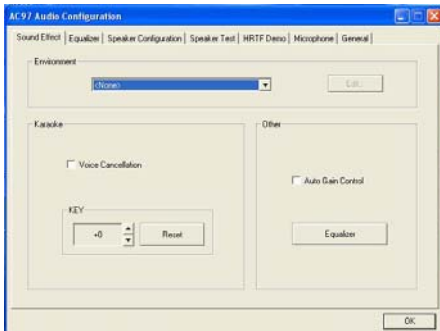 AC97 Audio Configuration
Sound Effect Equalizer Speaker Configuration Speaker Test HRTF Demo Microphone General
Environment
<None>
Edit
Karaoke
Voice Cancellation
KEY
+0
Reset
Other
Auto Gain Control
Equalizer
OK